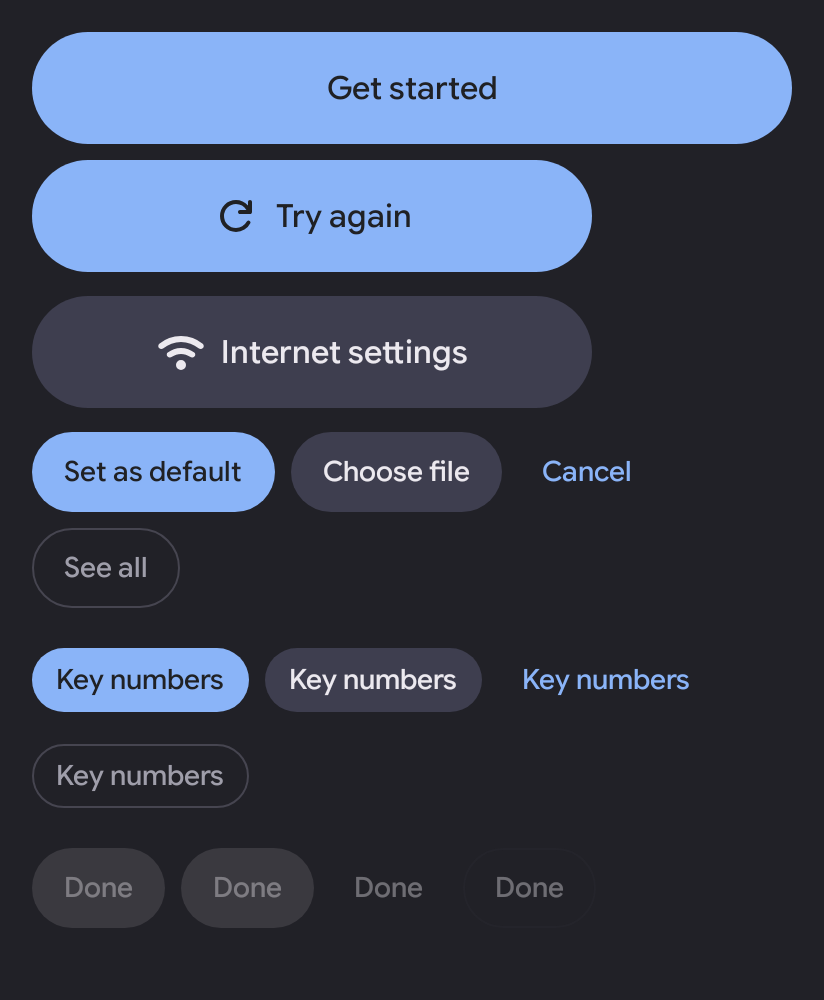 Get started
Try again
Internet settings
Set as default Choose file Cancel
See all
Key numbers Key numbers Key numbers
Key numbers
Done Done Done Done